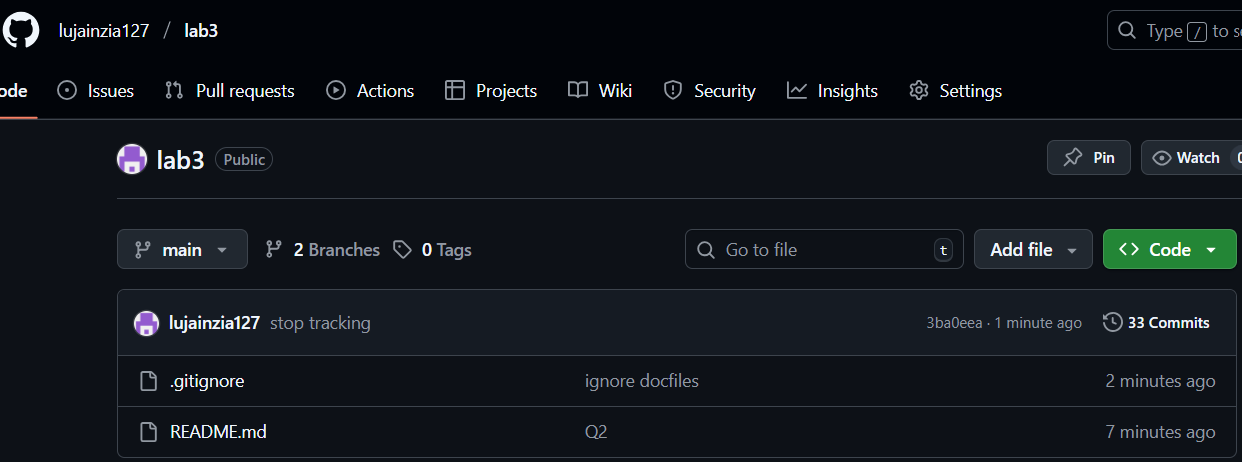 lujainzia127 / lab3
Type / to se
ode Issues Pull requests Actions Projects Wiki Security Insights Settings
lab3 Public Pin Watch 0
main 2 Branches 0 Tags Go to file t Add file <> Code
lujainzia127 stop tracking 3ba0eea · 1 minute ago 33 Commits
.gitignore ignore docfiles 2 minutes ago
README.md Q2 7 minutes ago